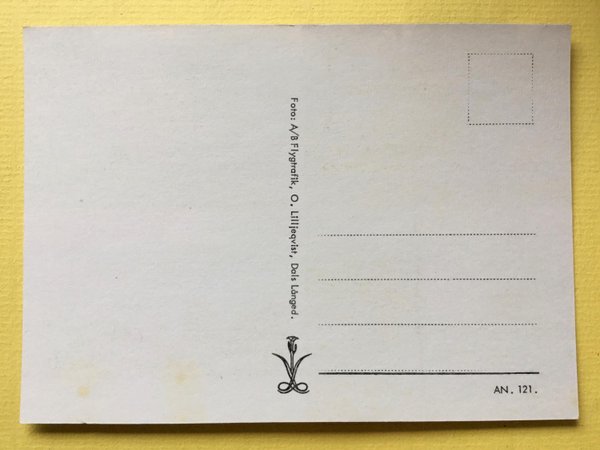 Foto: A/B Flygtrafik, O. Lilljeqvist, Dals Långed.
AN. 121.